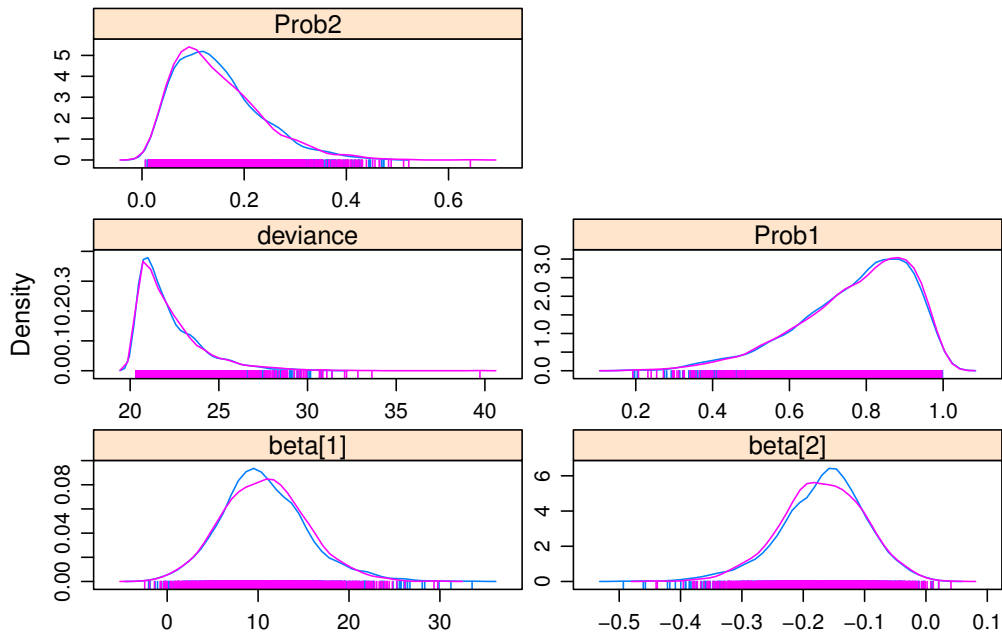 Prob2
0 1 2 3 4 5
0.0 0.2 0.4 0.6
deviance
Prob1
Density
0.00.10.20.3
0.0 1.0 2.0 3.0
20 25 30 35 40
0.2 0.4 0.6 0.8 1.0
beta[1]
beta[2]
0.00 0.04 0.08
0 2 4 6
0 10 20 30
−0.5 −0.4 −0.3 −0.2 −0.1 0.0 0.1